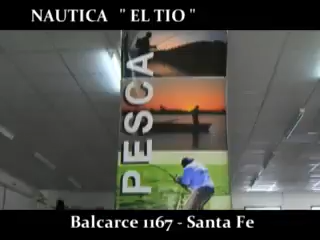 NAUTICA " EL TIO "
PESCA
Balcarce 1167 - Santa Fe